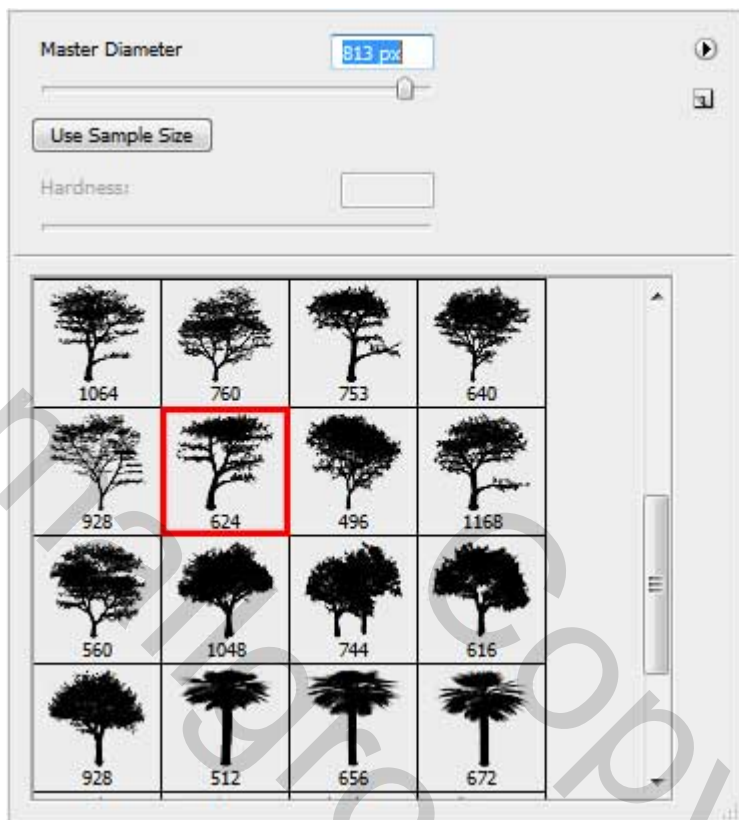 Master Diameter 813 px
Use Sample Size
Hardness:
1064 760 753 640
928 624 496 1168
560 1048 744 616
928 512 656 672